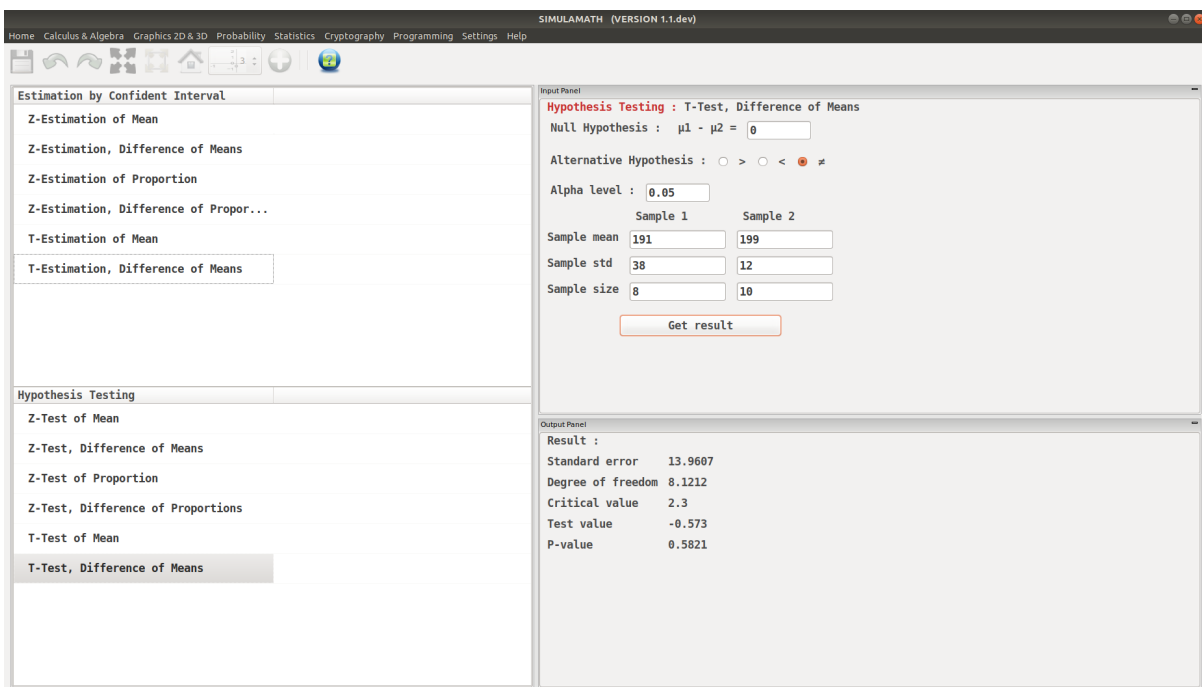 SIMULAMATH (VERSION 1.1.dev)
Home Calculus & Algebra Graphics 2D & 3D Probability Statistics Cryptography Programming Settings Help
3
Estimation by Confident Interval
Z-Estimation of Mean
Z-Estimation, Difference of Means
Z-Estimation of Proportion
Z-Estimation, Difference of Propor...
T-Estimation of Mean
T-Estimation, Difference of Means
Hypothesis Testing
Z-Test of Mean
Z-Test, Difference of Means
Z-Test of Proportion
Z-Test, Difference of Proportions
T-Test of Mean
T-Test, Difference of Means
Input Panel
Hypothesis Testing : T-Test, Difference of Means
Null Hypothesis : μ1 - μ2 = 0
Alternative Hypothesis : > < ≠
Alpha level : 0.05
Sample 1 Sample 2
Sample mean 191 199
Sample std 38 12
Sample size 8 10
Get result
Output Panel
Result :
Standard error 13.9607
Degree of freedom 8.1212
Critical value 2.3
Test value -0.573
P-value 0.5821